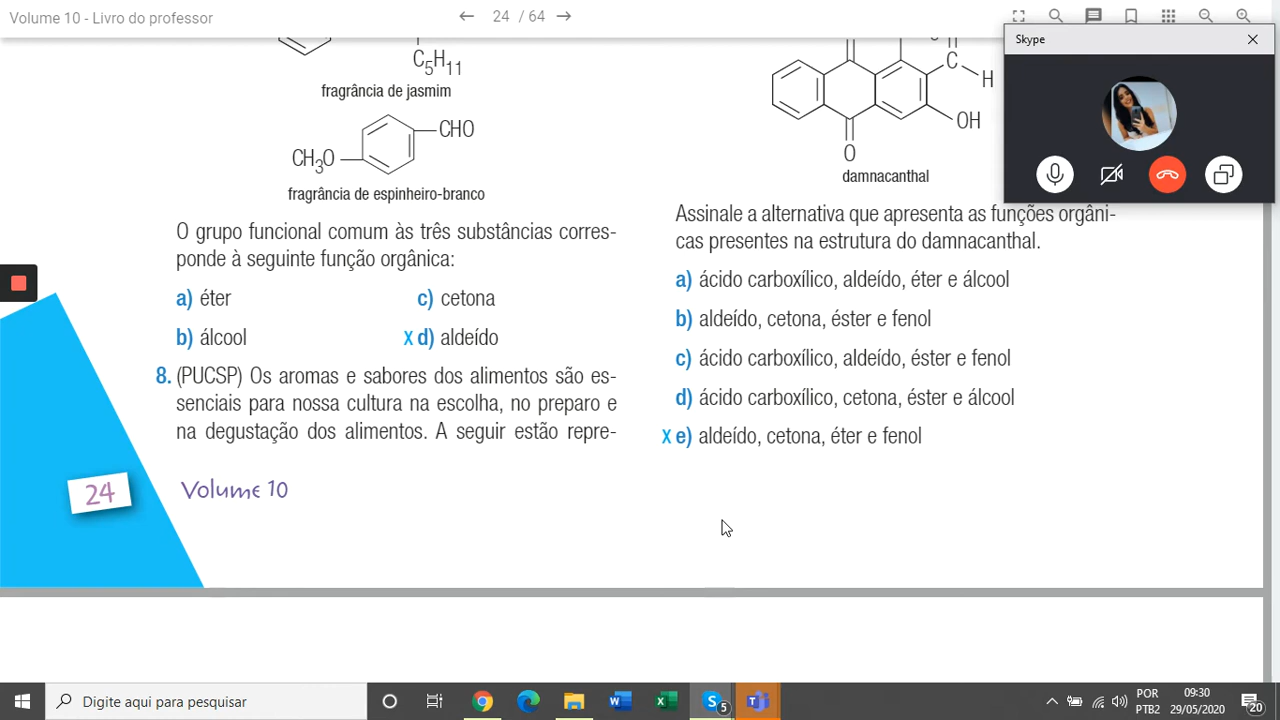 Volume 10 - Livro do professor
24 / 64
Skype
C5H11
fragrância de jasmim
CHO
CH3O
fragrância de espinheiro-branco
O grupo funcional comum às três substâncias corres-
ponde à seguinte função orgânica:
a) éter
c) cetona
b) álcool
X d) aldeído
8. (PUCSP) Os aromas e sabores dos alimentos são es-
senciais para nossa cultura na escolha, no preparo e
na degustação dos alimentos. A seguir estão repre-
24
Volume 10
C
H
OH
O
damnacanthal
Assinale a alternativa que apresenta as funções orgâni-
cas presentes na estrutura do damnacanthal.
a) ácido carboxílico, aldeído, éter e álcool
b) aldeído, cetona, éster e fenol
c) ácido carboxílico, aldeído, éster e fenol
d) ácido carboxílico, cetona, éster e álcool
X e) aldeído, cetona, éter e fenol
Digite aqui para pesquisar
5
POR
PTB2
09:30
29/05/2020
20